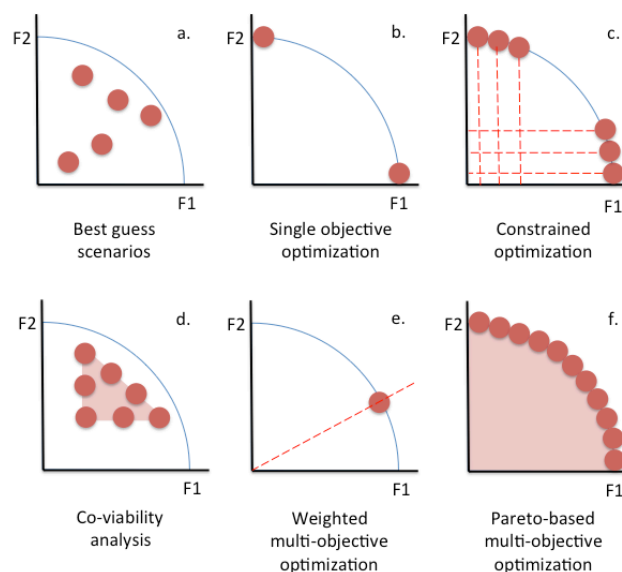 a.
F2
F1
Best guess
scenarios
b.
F2
F1
Single objective
optimization
c.
F2
F1
Constrained
optimization
d.
F2
F1
Co-viability
analysis
e.
F2
F1
Weighted
multi-objective
optimization
f.
F2
F1
Pareto-based
multi-objective
optimization